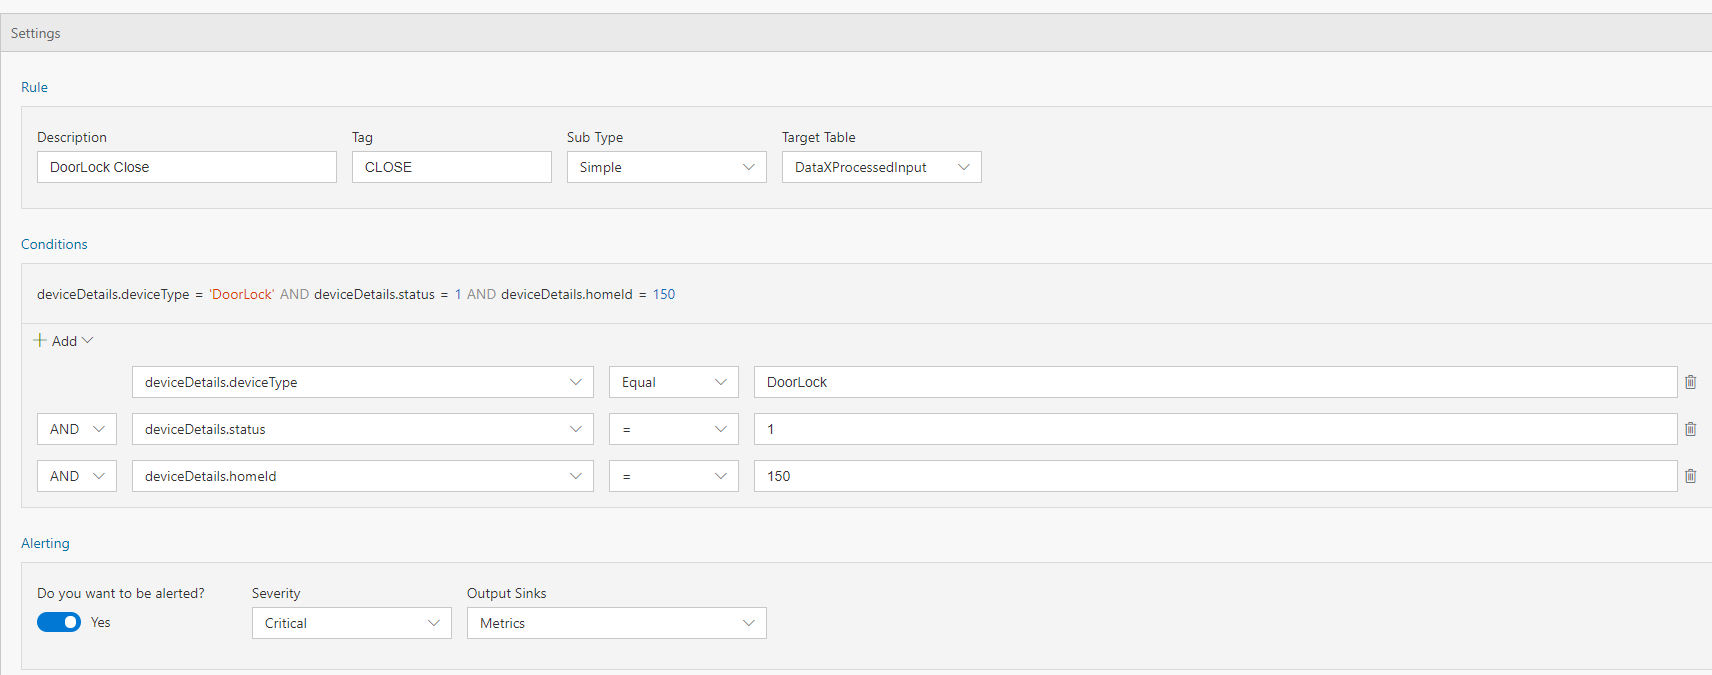 Settings
Rule
Description Tag Sub Type Target Table
DoorLock Close CLOSE Simple DataXProcessedInput
Conditions
deviceDetails.deviceType = 'DoorLock' AND deviceDetails.status = 1 AND deviceDetails.homeId = 150
Add
deviceDetails.deviceType Equal DoorLock
AND deviceDetails.status = 1
AND deviceDetails.homeId = 150
Alerting
Do you want to be alerted? Severity Output Sinks
Yes Critical Metrics